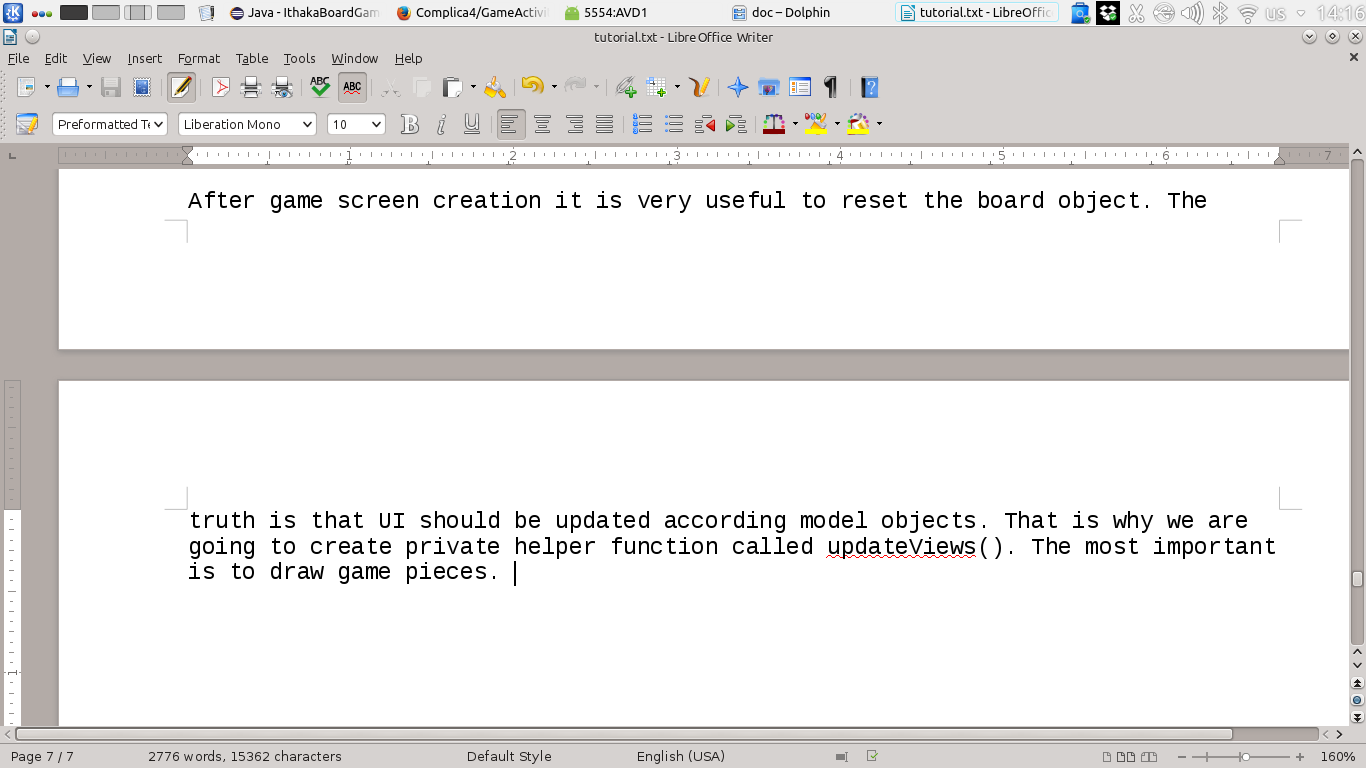 Java - IthakaBoardGam
Complica4/GameActivi
5554:AVD1
doc – Dolphin
tutorial.txt - LibreOffic
us
14:16
tutorial.txt - LibreOffice Writer
File Edit View Insert Format Table Tools Window Help
ABC
ABC
Preformatted Te
Liberation Mono
10
1 2 3 4 5 6 7
After game screen creation it is very useful to reset the board object. The
truth is that UI should be updated according model objects. That is why we are
going to create private helper function called updateViews(). The most important
is to draw game pieces.
1
Page 7 / 7
2776 words, 15362 characters
Default Style
English (USA)
160%